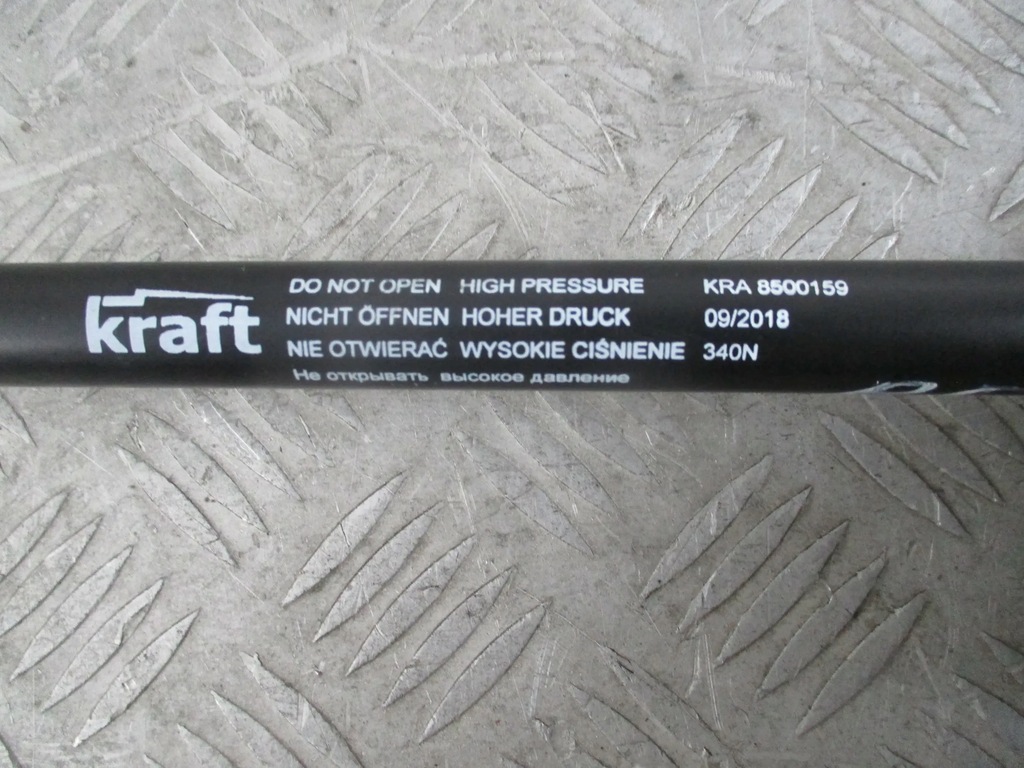 kraft
DO NOT OPEN HIGH PRESSURE KRA 8500159
NICHT ÖFFNEN HOHER DRUCK 09/2018
NIE OTWIERAĆ WYSOKIE CIŚNIENIE 340N
Не открывать высокое давление